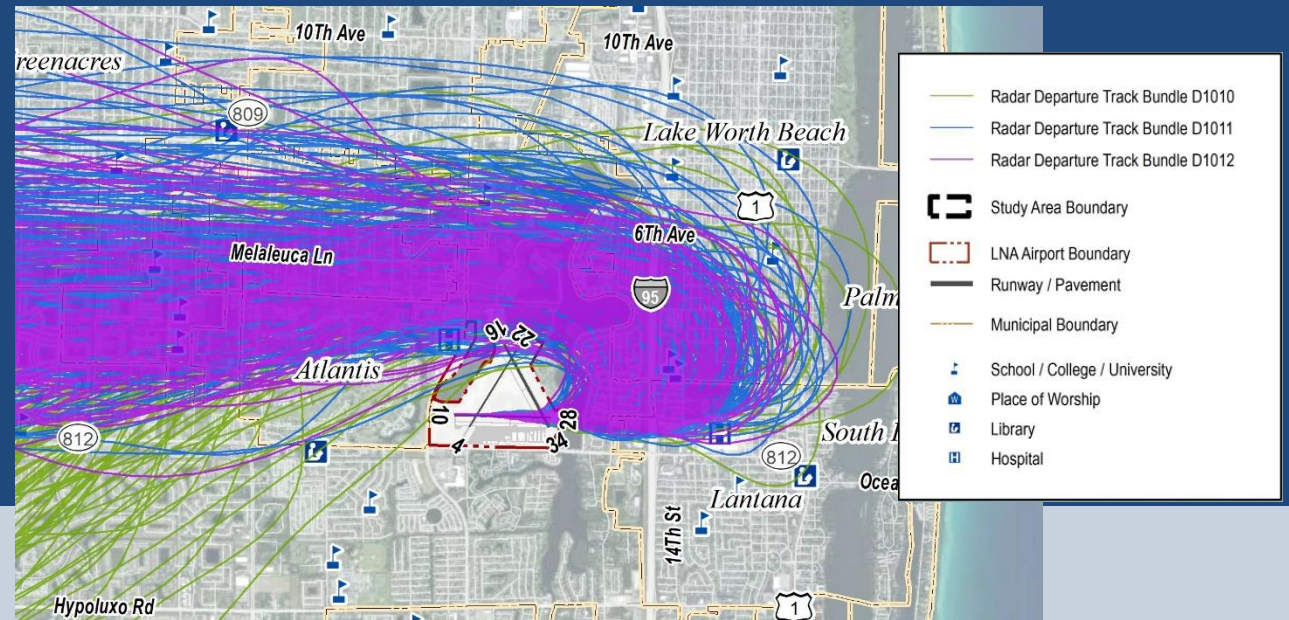 10Th Ave
10Th Ave
reenacres
809
Lake Worth Beach
1
6Th Ave
Melaleuca Ln
95
Palm
16
22
Atlantis
10
28
4
34
812
812
South
Lantana
Ocea
14Th St
Hypoluxo Rd
1
Radar Departure Track Bundle D1010
Radar Departure Track Bundle D1011
Radar Departure Track Bundle D1012
Study Area Boundary
LNA Airport Boundary
Runway / Pavement
Municipal Boundary
School / College / University
W
Place of Worship
Library
H
Hospital